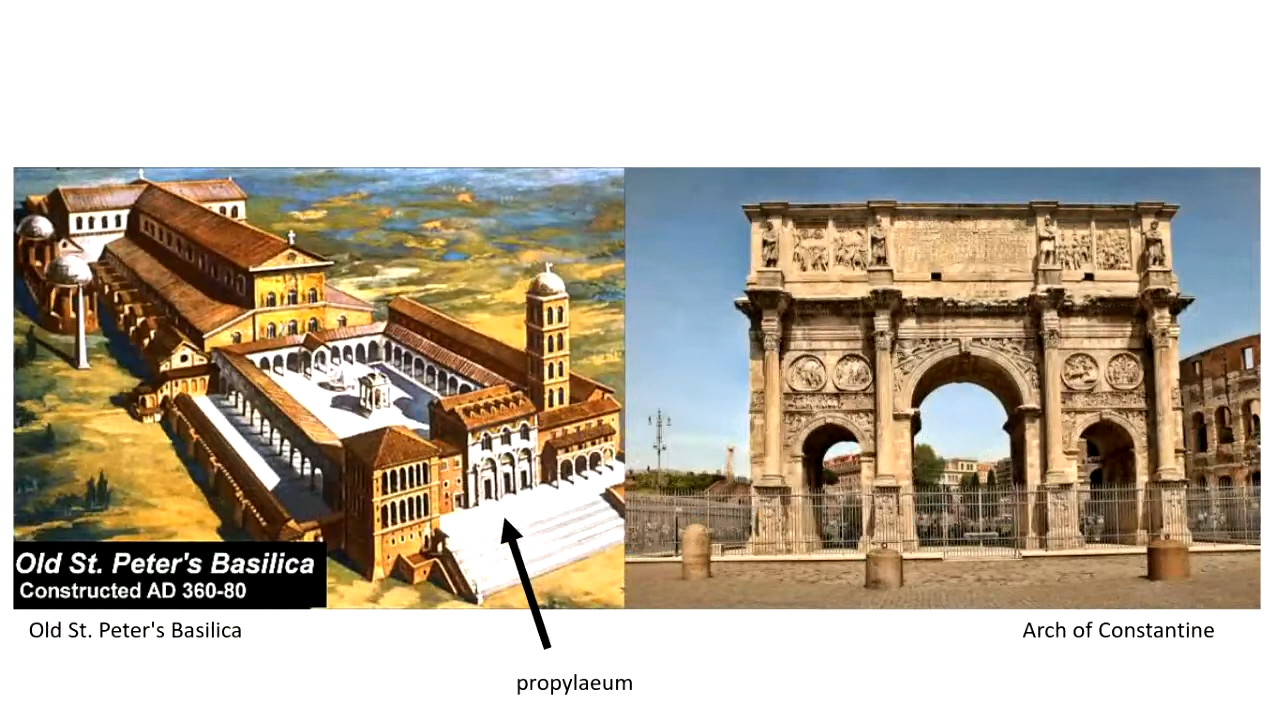 Old St. Peter's Basilica
Constructed AD 360-80
Old St. Peter's Basilica
Arch of Constantine
propylaeum